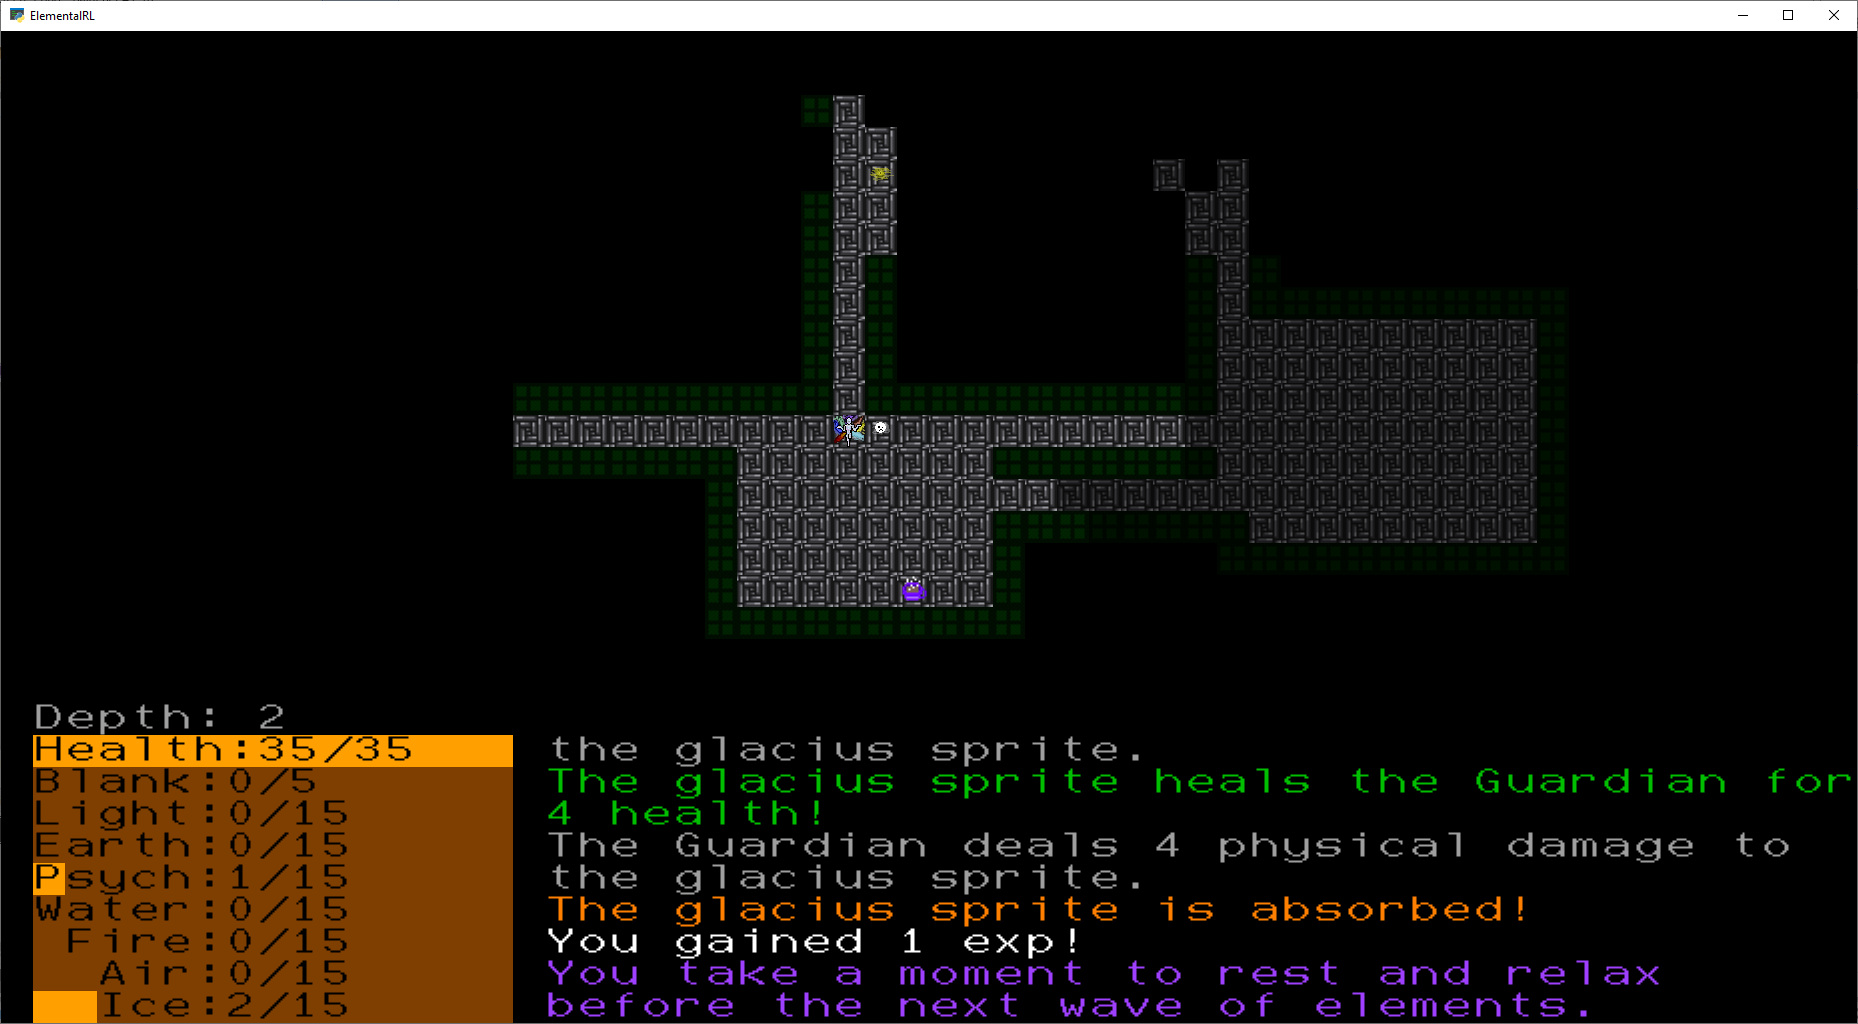 ElementalRL
Depth: 2
Health:35/35
Blank:0/5
Light:0/15
Earth:0/15
Psych:1/15
Water:0/15
Fire:0/15
Air:0/15
Ice:2/15
the glacius sprite.
The glacius sprite heals the Guardian for
4 health!
The Guardian deals 4 physical damage to
the glacius sprite.
The glacius sprite is absorbed!
You gained 1 exp!
You take a moment to rest and relax
before the next wave of elements.